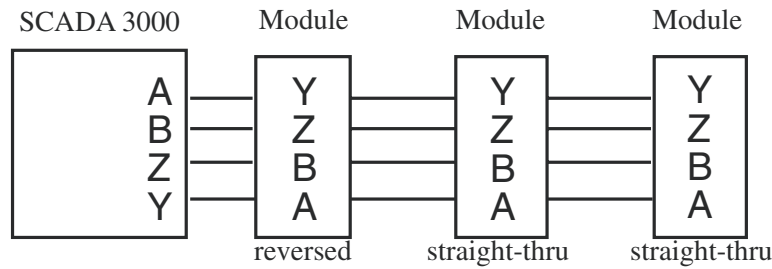 SCADA 3000 Module Module Module
A Y Y Y
B Z Z Z
Z B B B
Y A A A
reversed straight-thru straight-thru